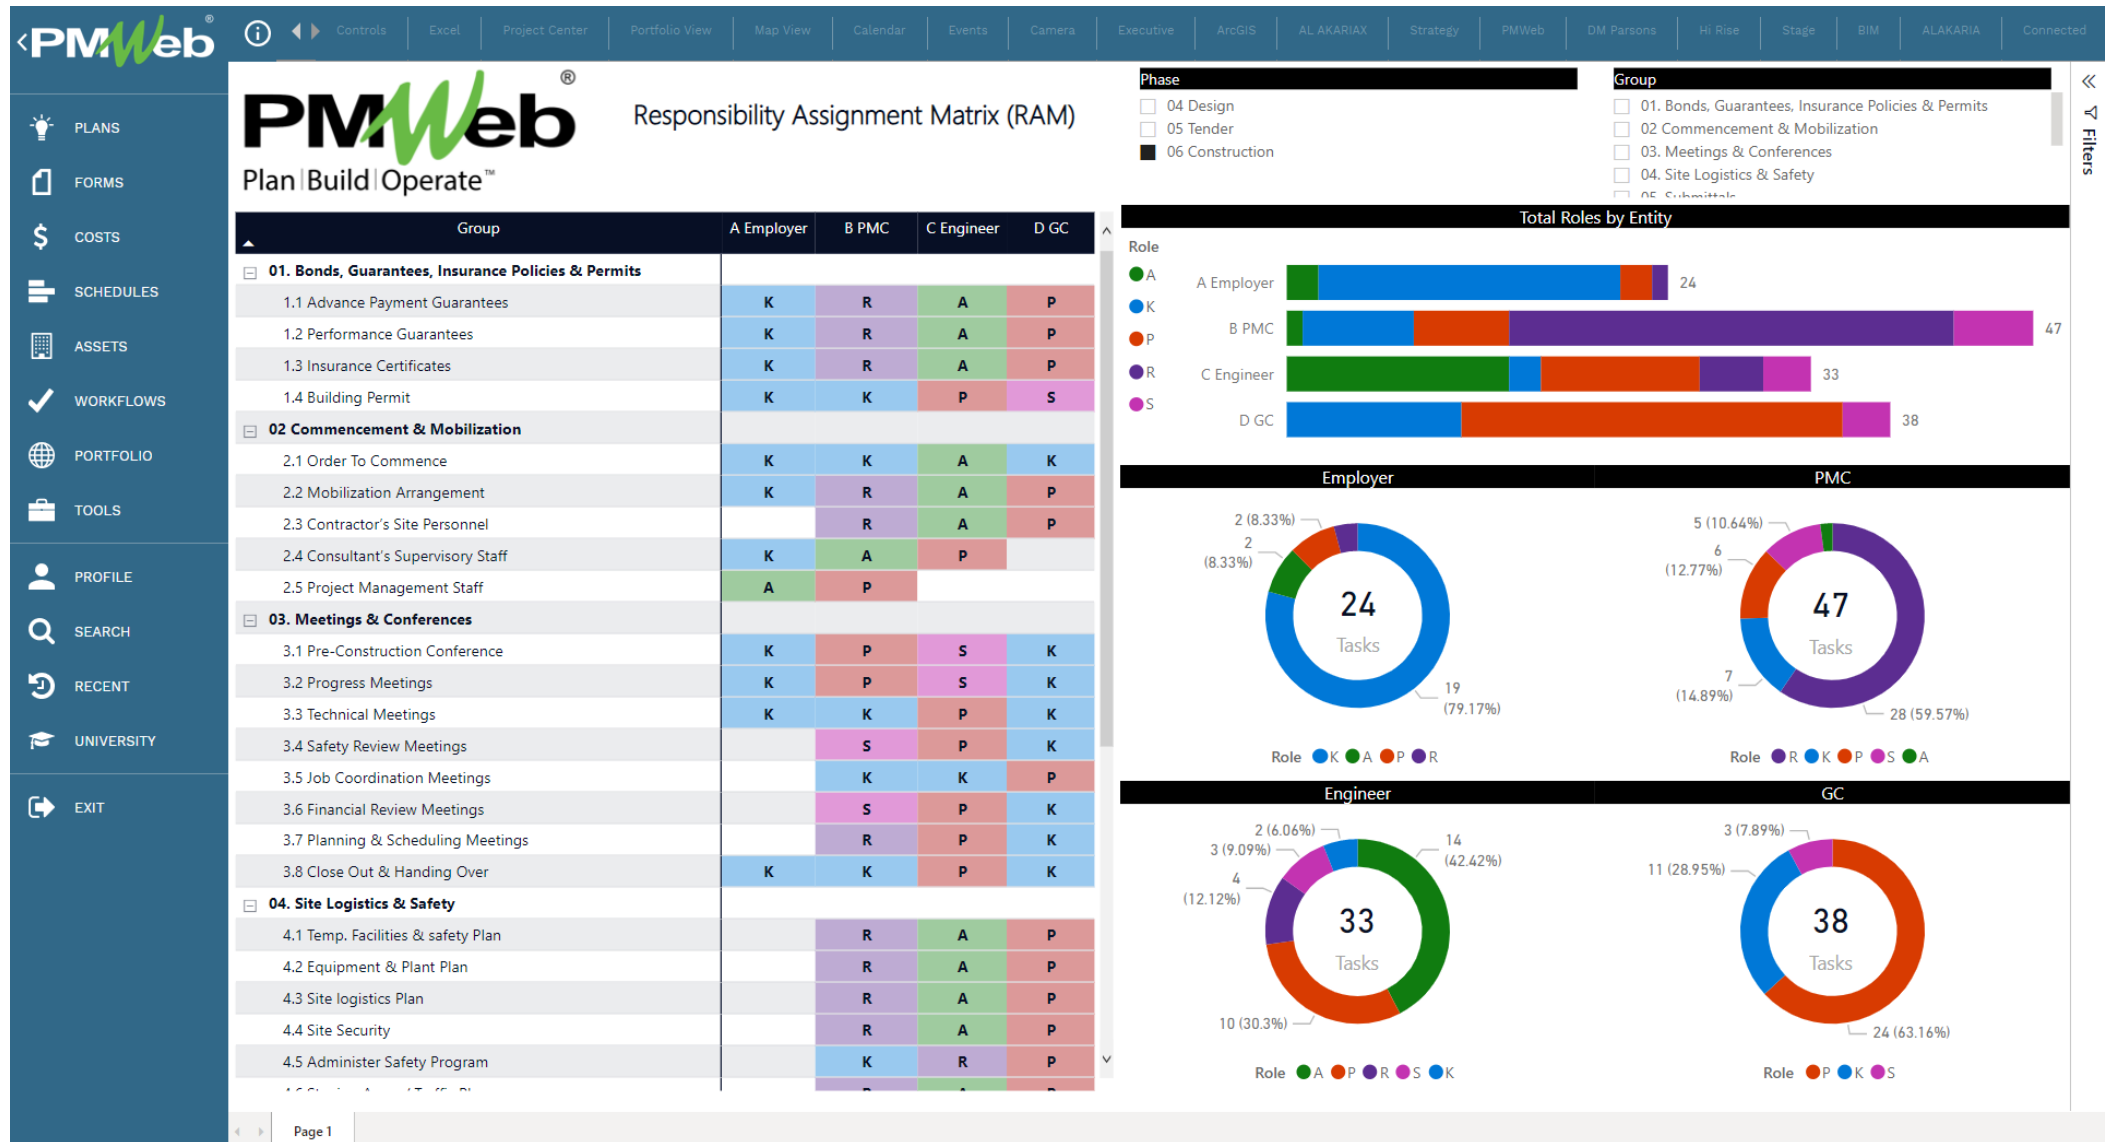 PMWeb®
Controls Excel Project Center Portfolio View Map View Calendar Events Camera Executive ArcGIS AL AKARIAX Strategy PMWeb DM Parsons Hi Rise Stage BIM ALAKARIA Connected
PLANS
FORMS
COSTS
SCHEDULES
ASSETS
WORKFLOWS
PORTFOLIO
TOOLS
PROFILE
SEARCH
RECENT
UNIVERSITY
EXIT
PMWeb®
Plan|Build|Operate™
Responsibility Assignment Matrix (RAM)
Phase
04 Design
05 Tender
06 Construction
Group
01. Bonds, Guarantees, Insurance Policies & Permits
02 Commencement & Mobilization
03. Meetings & Conferences
04. Site Logistics & Safety
05. Submittals
Filters
Group A Employer B PMC C Engineer D GC
01. Bonds, Guarantees, Insurance Policies & Permits
1.1 Advance Payment Guarantees K R A P
1.2 Performance Guarantees K R A P
1.3 Insurance Certificates K R A P
1.4 Building Permit K K P S
02 Commencement & Mobilization
2.1 Order To Commence K K A K
2.2 Mobilization Arrangement K R A P
2.3 Contractor's Site Personnel R A P
2.4 Consultant's Supervisory Staff K A P
2.5 Project Management Staff A P
03. Meetings & Conferences
3.1 Pre-Construction Conference K P S K
3.2 Progress Meetings K P S K
3.3 Technical Meetings K K P K
3.4 Safety Review Meetings S P K
3.5 Job Coordination Meetings K K P
3.6 Financial Review Meetings S P K
3.7 Planning & Scheduling Meetings R P K
3.8 Close Out & Handing Over K K P K
04. Site Logistics & Safety
4.1 Temp. Facilities & safety Plan R A P
4.2 Equipment & Plant Plan R A P
4.3 Site logistics Plan R A P
4.4 Site Security R A P
4.5 Administer Safety Program K R P
Total Roles by Entity
Role
A
K
P
R
S
A Employer 24
B PMC 47
C Engineer 33
D GC 38
Employer
2 (8.33%)
2
(8.33%)
24
Tasks
19
(79.17%)
Role K A P R
PMC
5 (10.64%)
6
(12.77%)
47
Tasks
7
(14.89%)
28 (59.57%)
Role R K P S A
Engineer
2 (6.06%)
3 (9.09%)
4
(12.12%)
14
(42.42%)
33
Tasks
10 (30.3%)
Role A P R S K
GC
3 (7.89%)
11 (28.95%)
38
Tasks
24 (63.16%)
Role P K S
Page 1